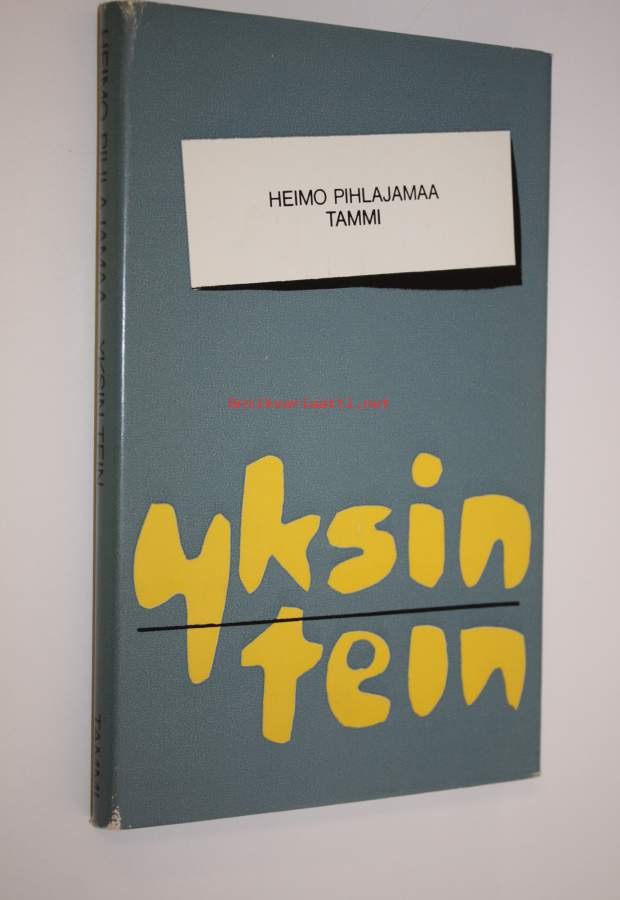 HEIMO PIHLAJAMAA
TAMMI
Antikvariaatti.net
yksin
tein
HEIMO PIHLAJAMAA YKSIN TEIN
TAMMI